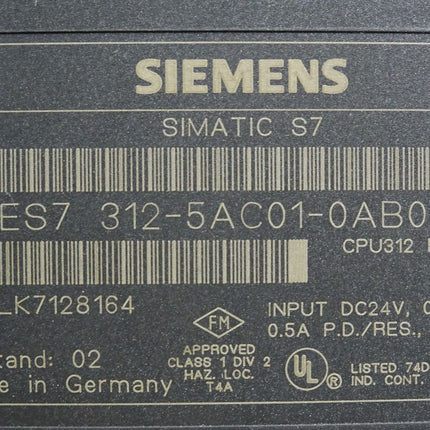 SIEMENS
SIMATIC S7
ES7 312-5AC01-0AB0
CPU312
LK7128164
FM
INPUT DC24V, 0
0.5A P.D./RES.,
APPROVED
CLASS 1 DIV 2
HAZ. LOC.
T4A
tand: 02
e in Germany
UL ®
LISTED 74D
IND. CONT.